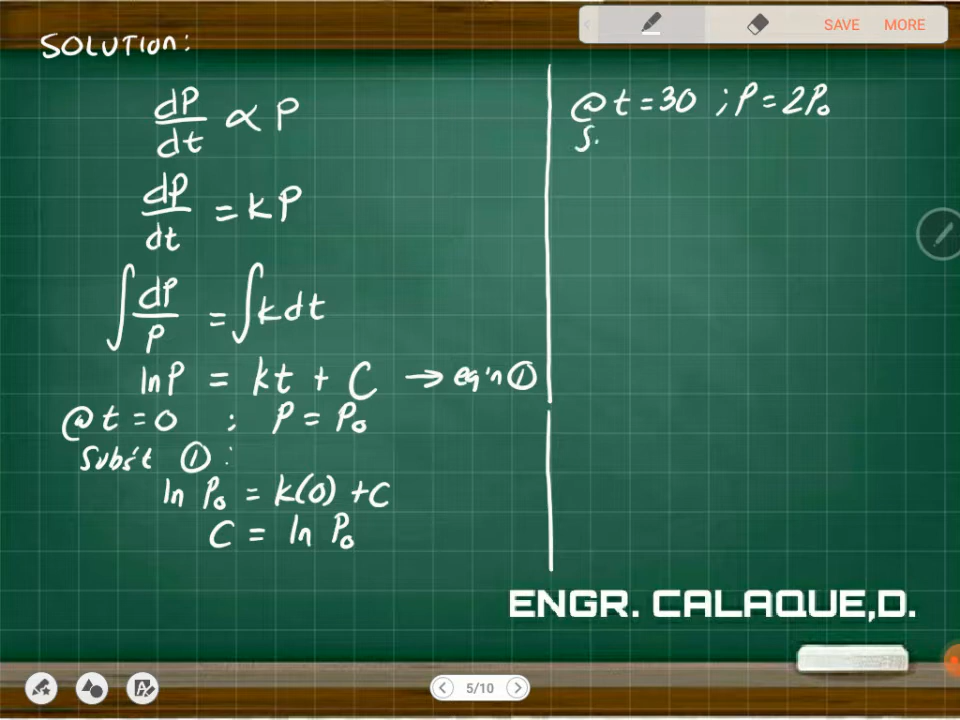 SOLUTION:
dP/dt ∝ P
dP/dt = kP
∫dP/P = ∫k dt
ln P = kt + C → eq'n ①
@ t = 0 ; P = P₀
Subs't ① :
ln P₀ = k(0) + C
C = ln P₀
@ t = 30 ; P = 2P₀
S.
SAVE MORE
ENGR. CALAQUE,D.
5/10